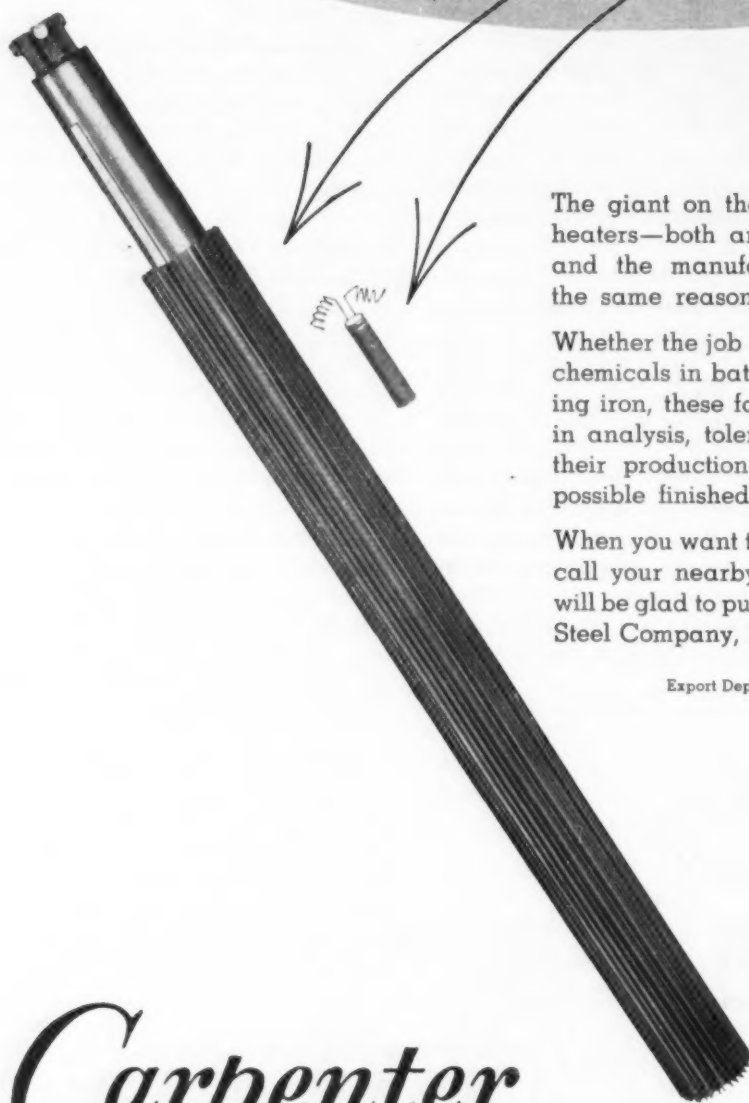 The giant on the
heaters—both ar
and the manufa
the same reason
Whether the job
chemicals in bat
ing iron, these fa
in analysis, toler
their production
possible finished
When you want t
call your nearby
will be glad to pu
Steel Company,
Export Dep
Carpenter